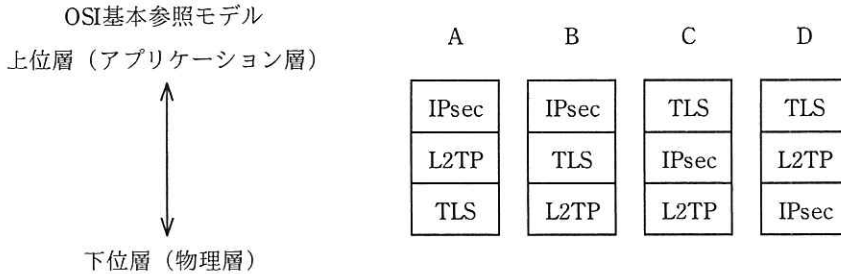 OSI基本参照モデル
上位層（アプリケーション層）
下位層（物理層）
A B C D
IPsec IPsec TLS TLS
L2TP TLS IPsec L2TP
TLS L2TP L2TP IPsec